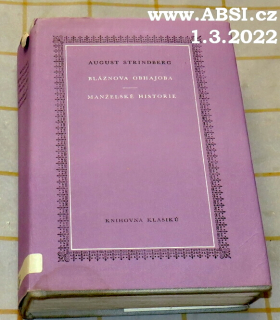 www.ABSI.cz
1.3.2022
AUGUST STRINDBERG
BLÁZNOVA OBHAJOBA
MANŽELSKÉ HISTORIE
KNIHOVNA KLASIKŮ